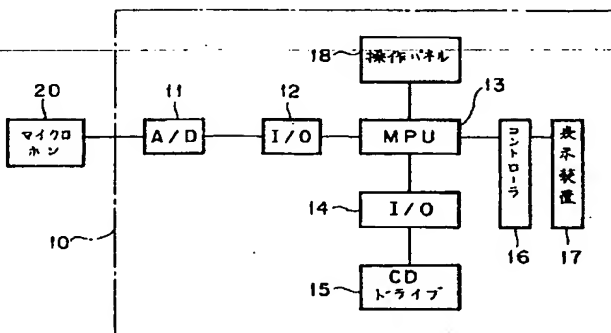 18
操作パネル
20
11
12
13
マイクロ
ホン
A/D
I/O
MPU
コントローラ
表示装置
14
I/O
10
16
17
15
CD
ドライブ